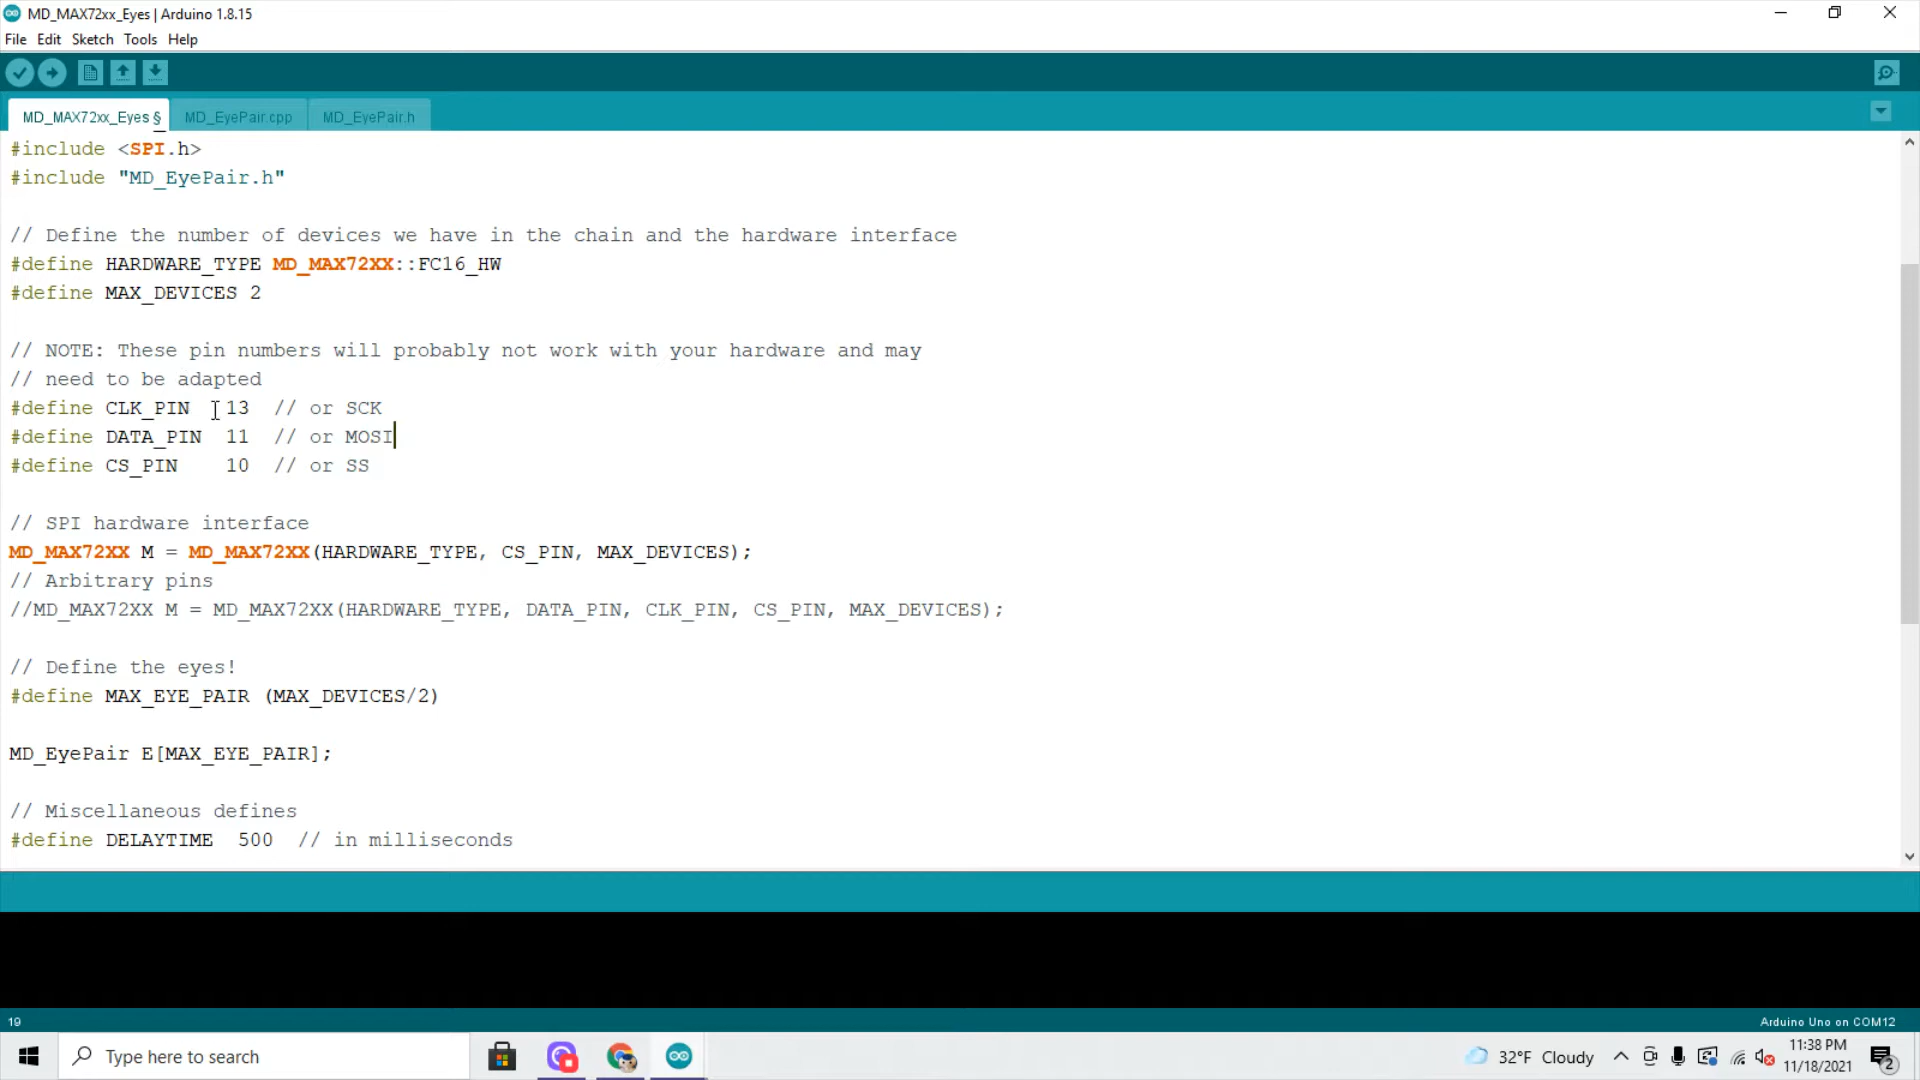 MD_MAX72xx_Eyes | Arduino 1.8.15
File Edit Sketch Tools Help
MD_MAX72xx_Eyes § MD_EyePair.cpp MD_EyePair.h
#include <SPI.h>
#include "MD_EyePair.h"
// Define the number of devices we have in the chain and the hardware interface
#define HARDWARE_TYPE MD_MAX72XX::FC16_HW
#define MAX_DEVICES 2
// NOTE: These pin numbers will probably not work with your hardware and may
// need to be adapted
#define CLK_PIN   13  // or SCK
#define DATA_PIN  11  // or MOSI
#define CS_PIN    10  // or SS
// SPI hardware interface
MD_MAX72XX M = MD_MAX72XX(HARDWARE_TYPE, CS_PIN, MAX_DEVICES);
// Arbitrary pins
//MD_MAX72XX M = MD_MAX72XX(HARDWARE_TYPE, DATA_PIN, CLK_PIN, CS_PIN, MAX_DEVICES);
// Define the eyes!
#define MAX_EYE_PAIR (MAX_DEVICES/2)
MD_EyePair E[MAX_EYE_PAIR];
// Miscellaneous defines
#define DELAYTIME  500  // in milliseconds
19
Arduino Uno on COM12
Type here to search
32°F Cloudy
11:38 PM
11/18/2021
2